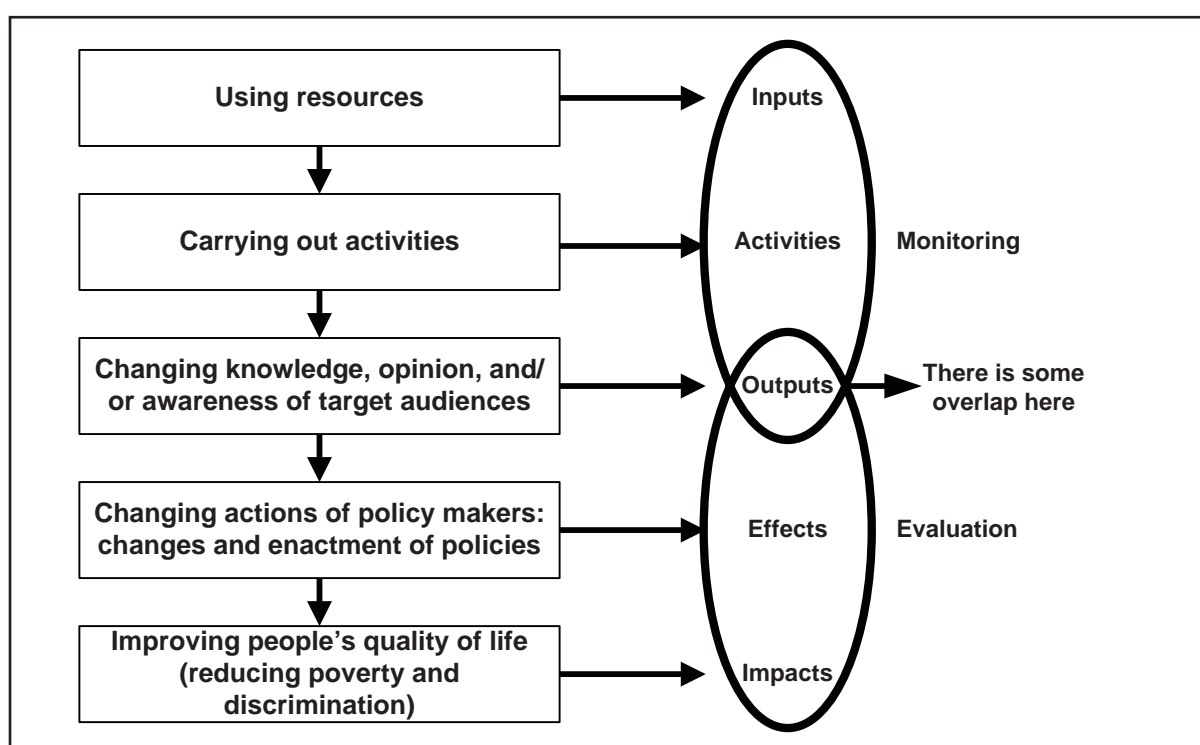 Using resources
Inputs
Carrying out activities
Activities
Monitoring
Changing knowledge, opinion, and/
or awareness of target audiences
Outputs
There is some
overlap here
Changing actions of policy makers:
changes and enactment of policies
Effects
Evaluation
Improving people’s quality of life
(reducing poverty and
discrimination)
Impacts